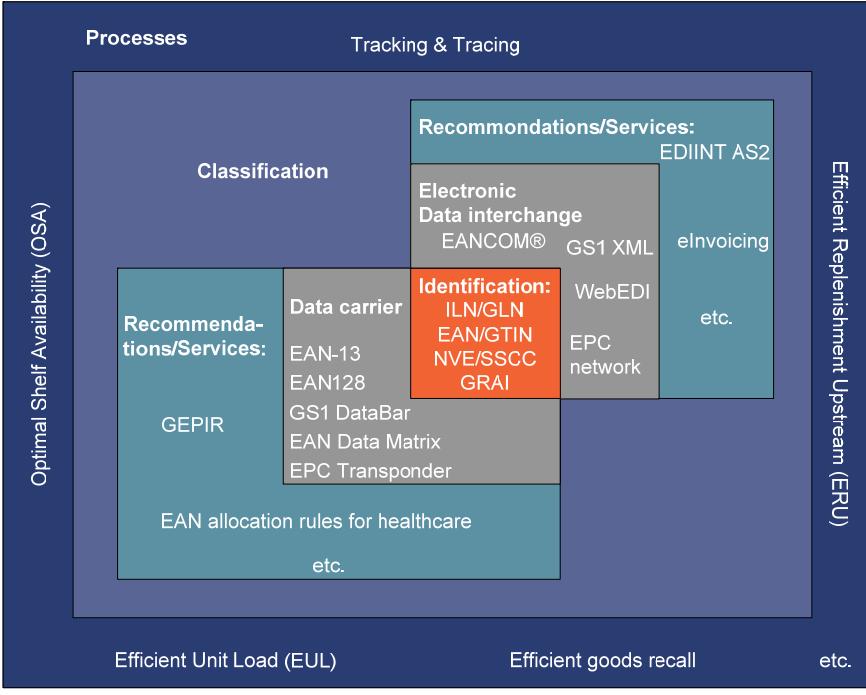 Processes
Tracking & Tracing
Recommondations/Services:
EDIINT AS2
Classification
Electronic
Data interchange
EANCOM®
GS1 XML
eInvoicing
WebEDI
etc.
EPC
network
Identification:
ILN/GLN
EAN/GTIN
NVE/SSCC
GRAI
Data carrier
EAN-13
EAN128
GS1 DataBar
EAN Data Matrix
EPC Transponder
Recommenda-
tions/Services:
GEPIR
EAN allocation rules for healthcare
etc.
Optimal Shelf Availability (OSA)
Efficient Replenishment Upstream (ERU)
Efficient Unit Load (EUL)
Efficient goods recall
etc.